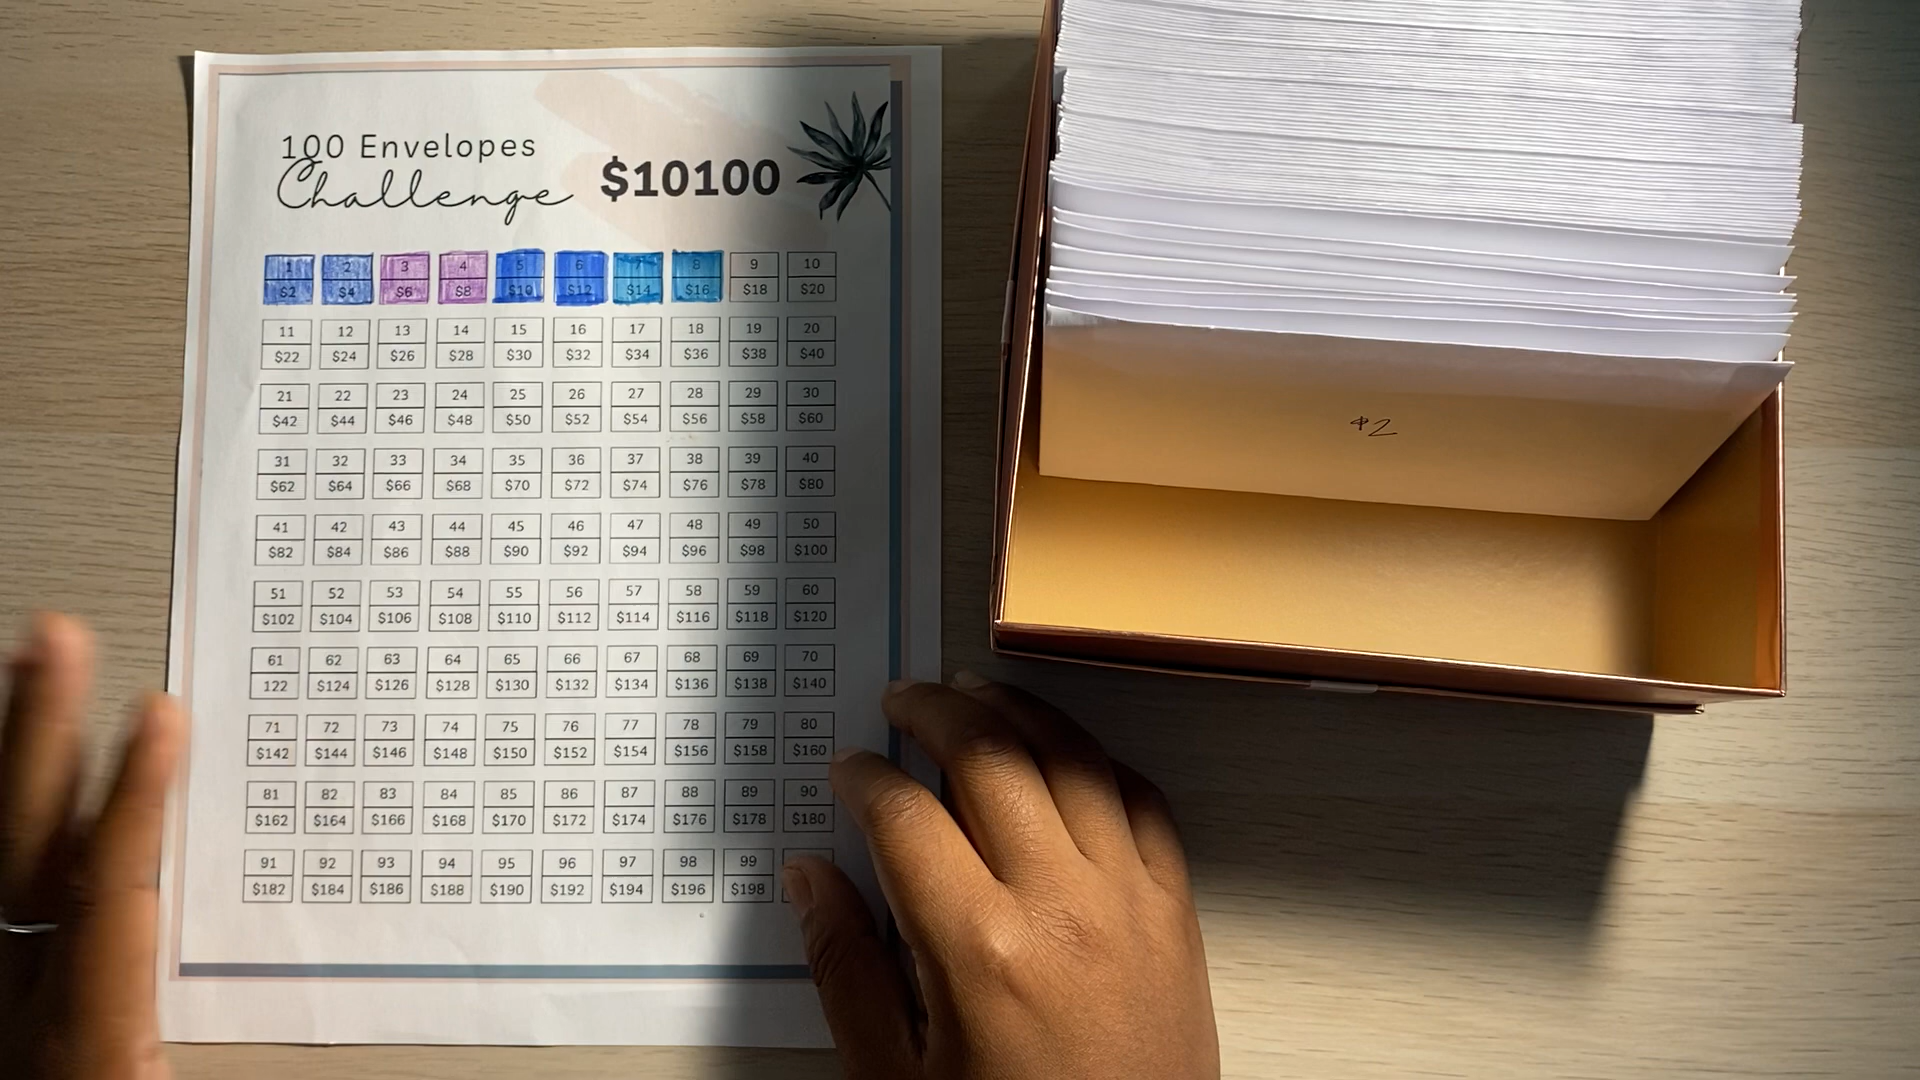 100 Envelopes
Challenge
$10100
1 2 3 4 5 6 7 8 9 10
$2 $4 $6 $8 $10 $12 $14 $16 $18 $20
11 12 13 14 15 16 17 18 19 20
$22 $24 $26 $28 $30 $32 $34 $36 $38 $40
21 22 23 24 25 26 27 28 29 30
$42 $44 $46 $48 $50 $52 $54 $56 $58 $60
31 32 33 34 35 36 37 38 39 40
$62 $64 $66 $68 $70 $72 $74 $76 $78 $80
41 42 43 44 45 46 47 48 49 50
$82 $84 $86 $88 $90 $92 $94 $96 $98 $100
51 52 53 54 55 56 57 58 59 60
$102 $104 $106 $108 $110 $112 $114 $116 $118 $120
61 62 63 64 65 66 67 68 69 70
122 $124 $126 $128 $130 $132 $134 $136 $138 $140
71 72 73 74 75 76 77 78 79 80
$142 $144 $146 $148 $150 $152 $154 $156 $158 $160
81 82 83 84 85 86 87 88 89 90
$162 $164 $166 $168 $170 $172 $174 $176 $178 $180
91 92 93 94 95 96 97 98 99
$182 $184 $186 $188 $190 $192 $194 $196 $198
$2